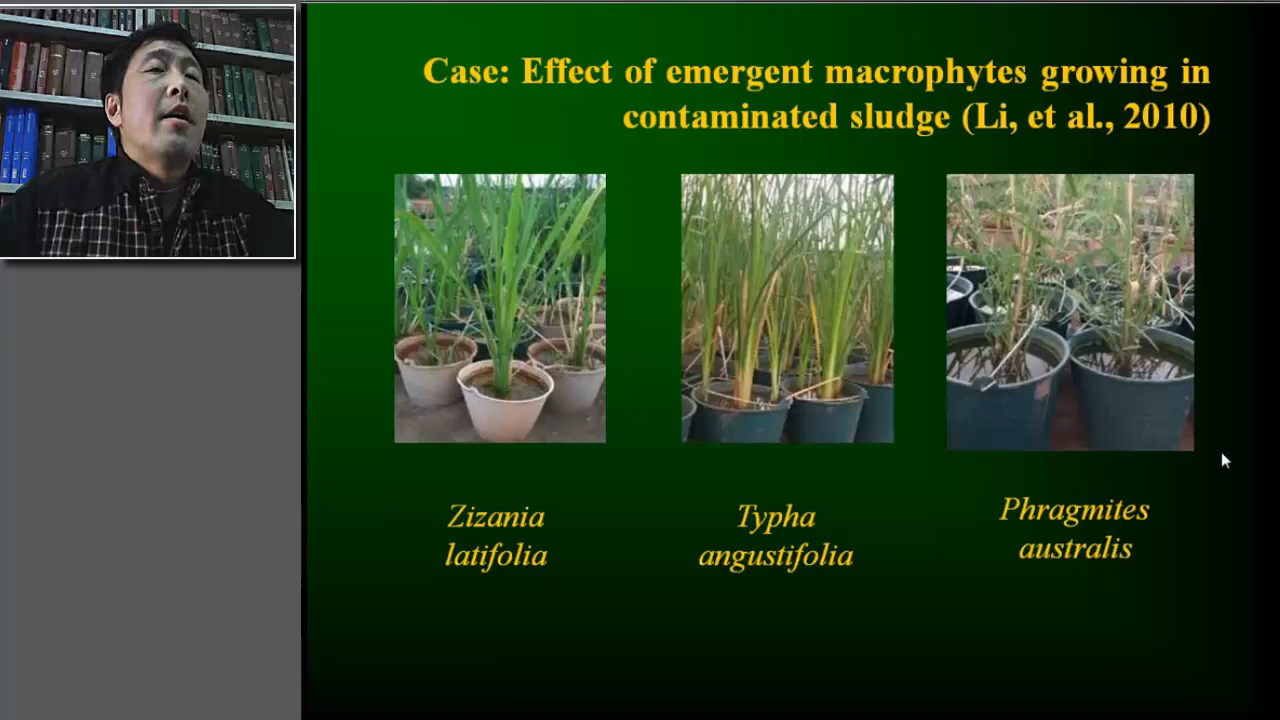 Case: Effect of emergent macrophytes growing in
contaminated sludge (Li, et al., 2010)
Zizania
latifolia
Typha
angustifolia
Phragmites
australis